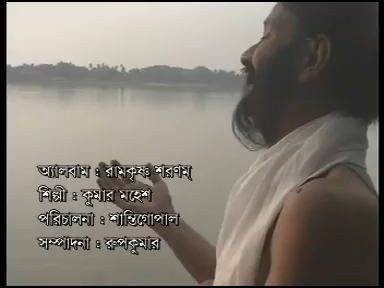 অ্যালবাম : রামকৃষ্ণ শরণম্
শিল্পী : কুমার মহেশ
পরিচালনা : শান্তিগোপাল
সম্পাদনা : রুপকুমার